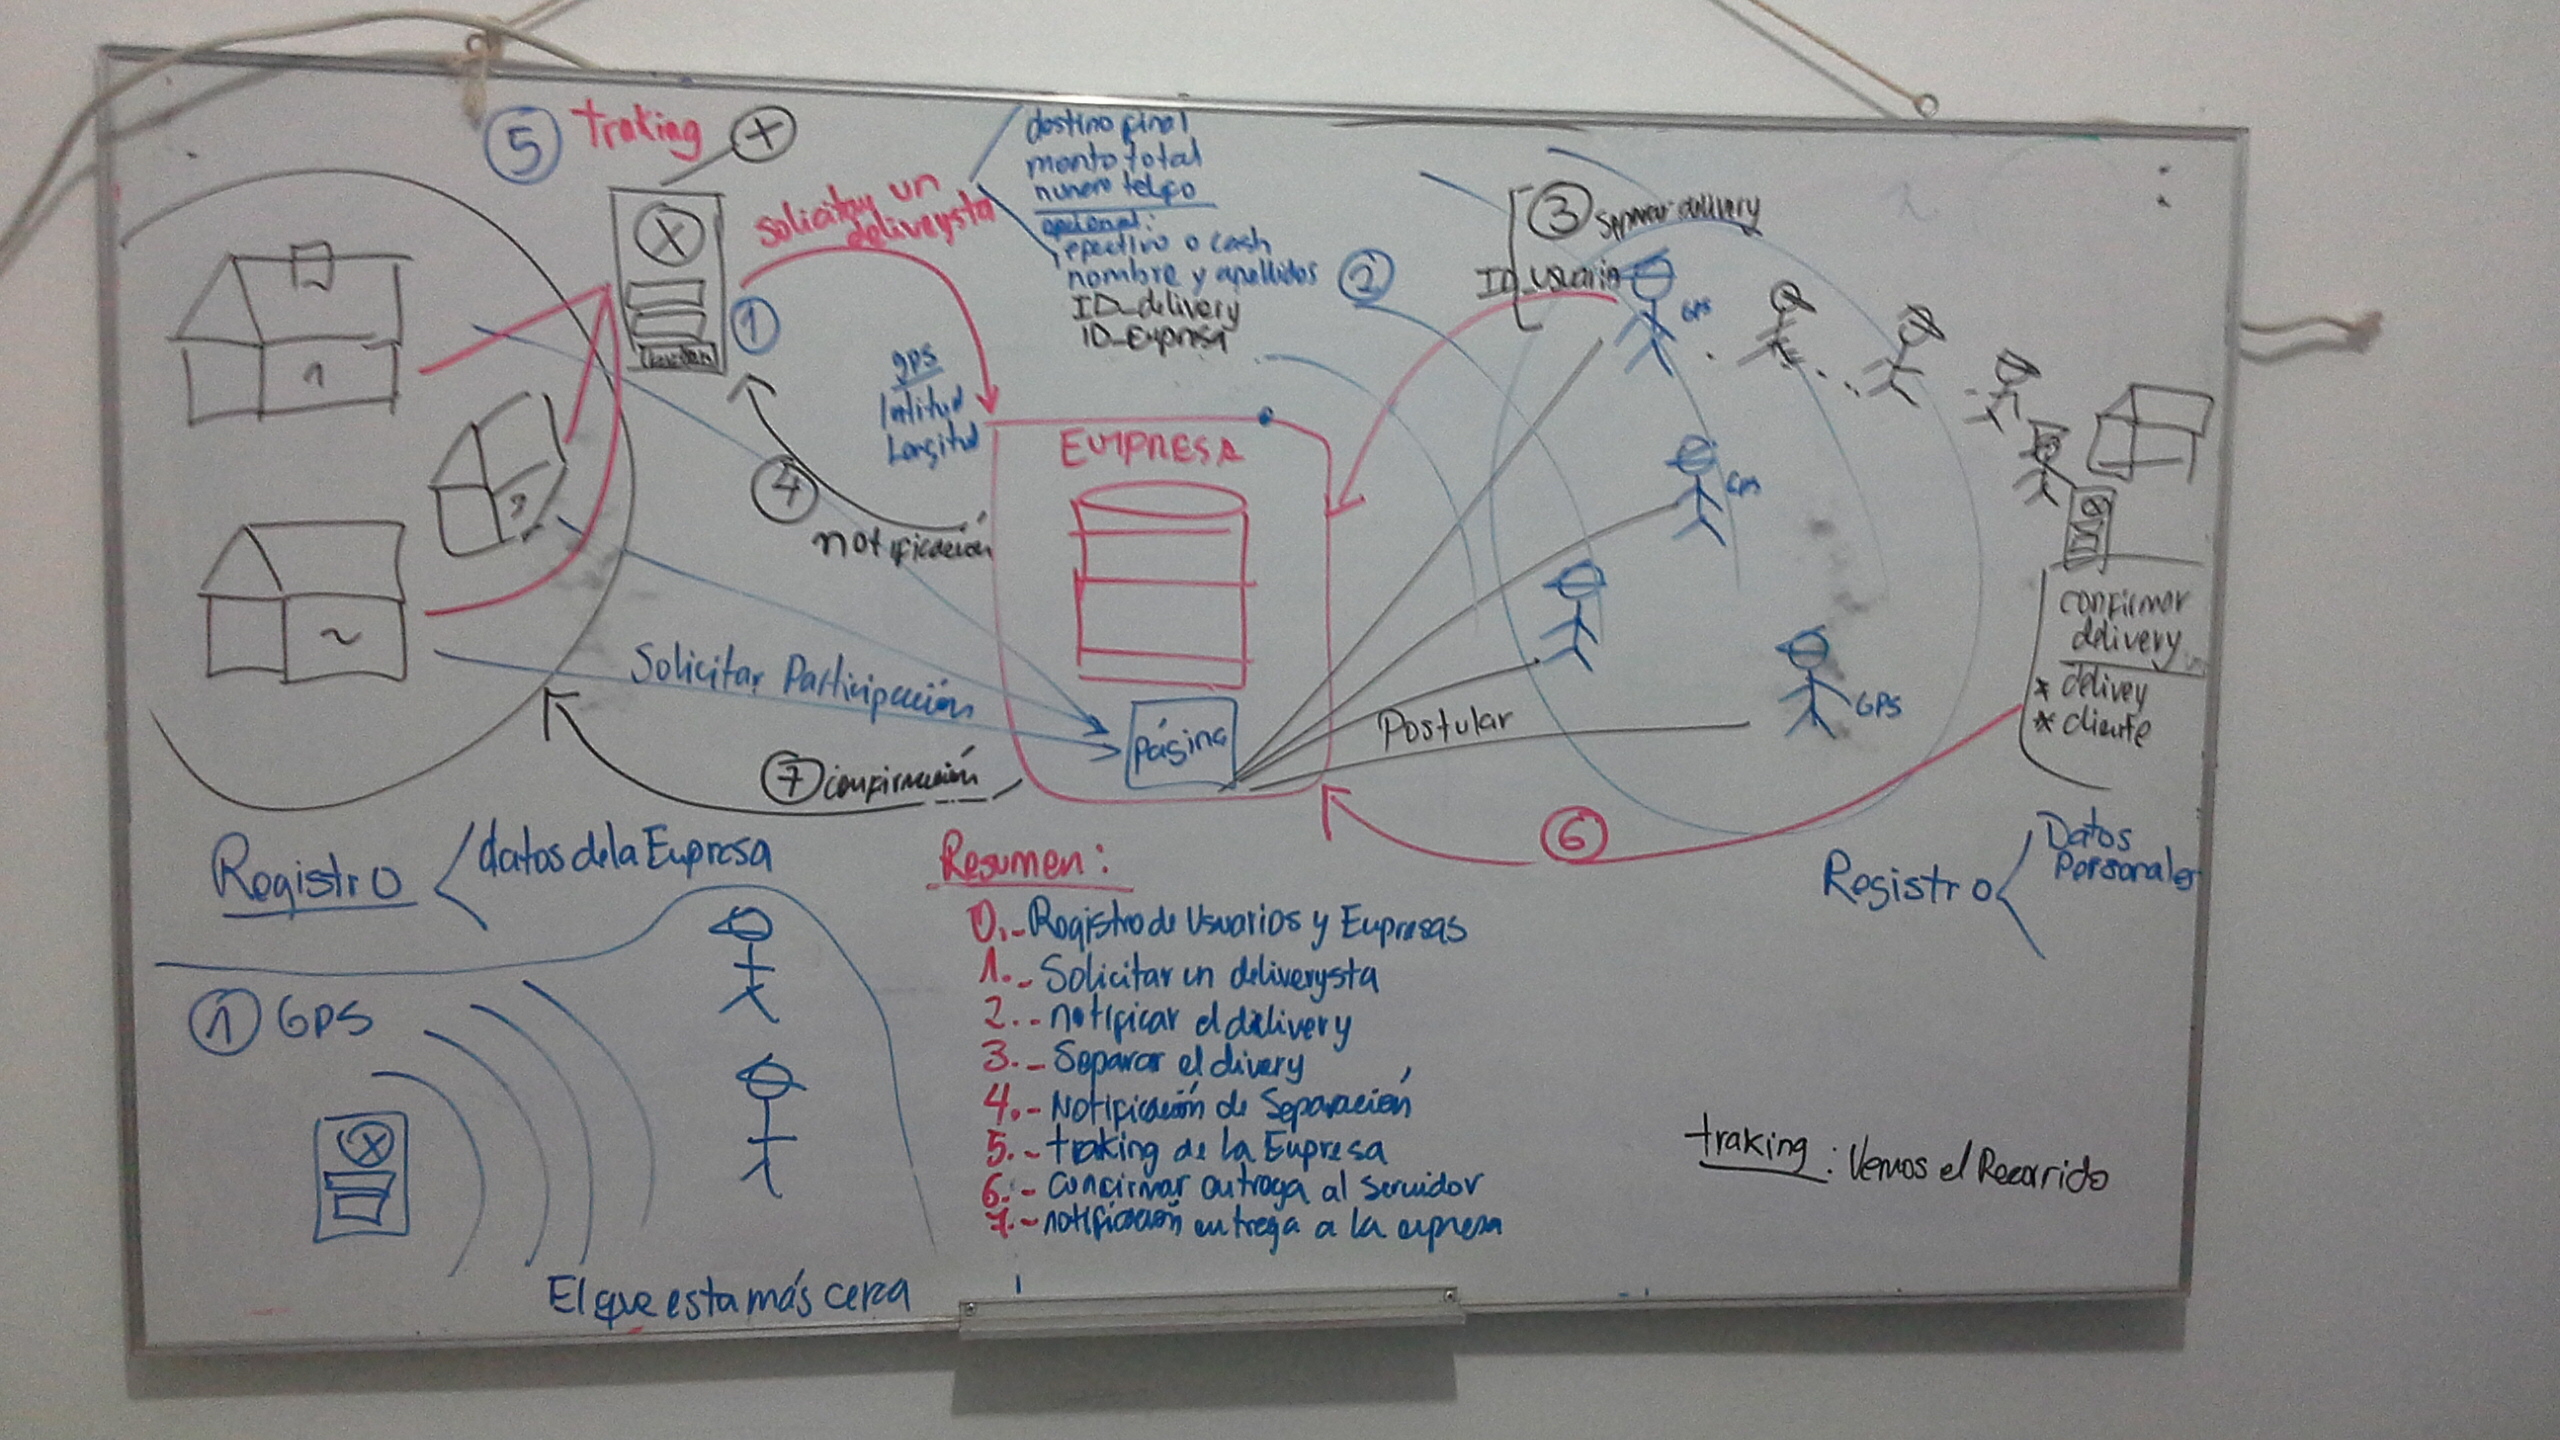 5 traking
X
X
1
solicitar un
deliverysta
destino final
monto total
numero telefo
opcional:
efectivo o cash
nombre y apellidos
ID_delivery
ID_Empresa
gps
latitud
Longitud
2
3 Separar delivery
ID_usuario
GPS
1
2
4
notificación
EMPRESA
página
Solicitar Participación
7 confirmación
Postular
GPS
confirmar
delivery
* delivey
* cliente
6
Registro
datos de la Empresa
Registro
Datos
Personales
1 GPS
El que esta más cerca
Resumen:
0.- Registro de Usuarios y Empresas
1.- Solicitar un deliverysta
2.- notificar el delivery
3.- Separar el divery
4.- Notificación de Separación
5.- traking de la Empresa
6.- Confirmar entrega al servidor
7.- notificación entrega a la empresa
traking : Vemos el Recorrido